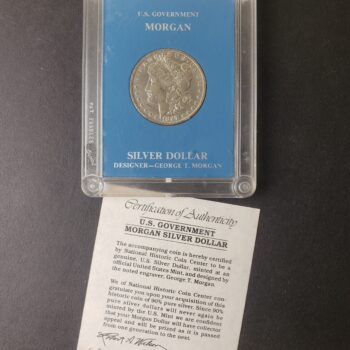 U.S. GOVERNMENT
MORGAN
SILVER DOLLAR
DESIGNER—GEORGE T. MORGAN
PAT. PENDING
Certification of Authenticity
U.S. GOVERNMENT
MORGAN SILVER DOLLAR
The accompanying coin is hereby certified
by National Historic Coin Center to be a
genuine, U.S. Silver Dollar, minted at an
official United States Mint, and designed by
the noted engraver, George T. Morgan.
We of National Historic Coin Center con-
gratulate you upon your acquisition of this
historic coin of 90% pure silver. Since 90%
pure silver dollars will never again be
minted by the U.S. Mint we are confident
that your Morgan Dollar will have collector
appeal and will be prized as it is passed
from one generation to the next.